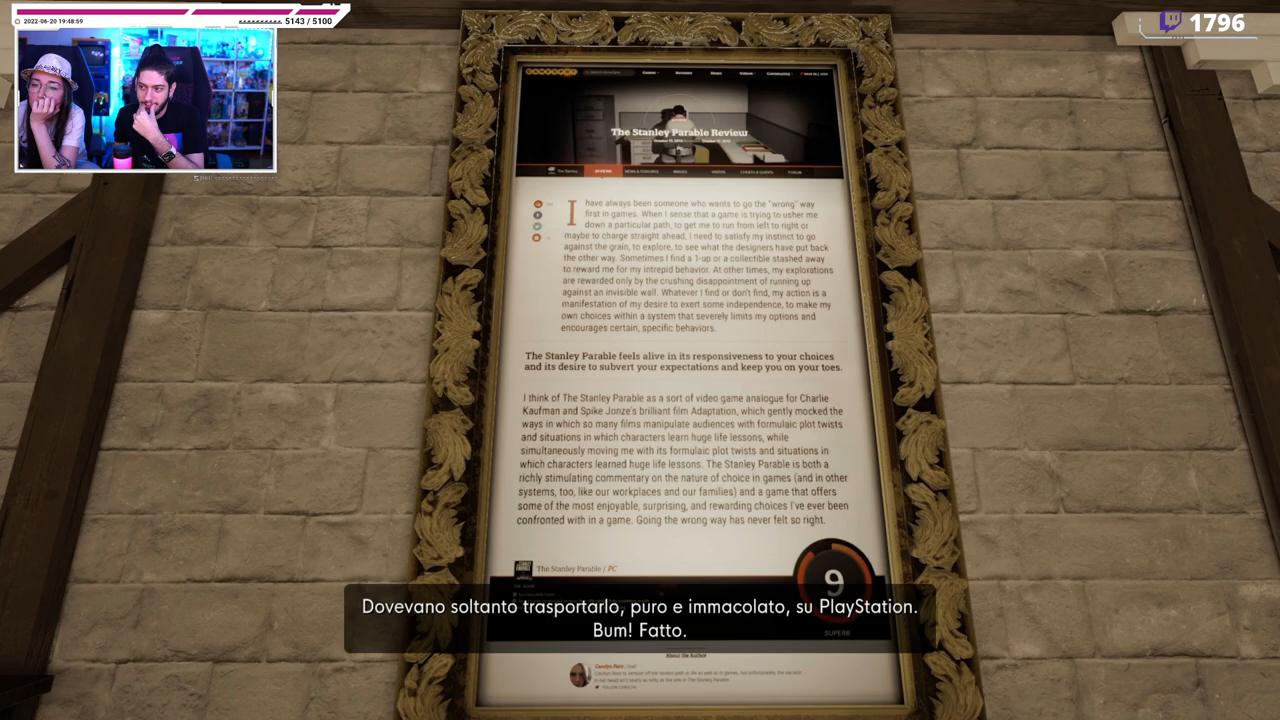 2022-06-20 19:48:59
5143 / 5100
1796
GAMESPOT
The Stanley Parable Review
The Stanley
REVIEWS
NEWS & FEATURES
IMAGES
VIDEOS
CHEATS & GUIDES
FORUM
I have always been someone who wants to go the "wrong" way
first in games. When I sense that a game is trying to usher me
down a particular path, to get me to run from left to right or
maybe to charge straight ahead, I need to satisfy my instinct to go
against the grain, to explore, to see what the designers have put back
the other way. Sometimes I find a 1-up or a collectible stashed away
to reward me for my intrepid behavior. At other times, my explorations
are rewarded only by the crushing disappointment of running up
against an invisible wall. Whatever I find or don't find, my action is a
manifestation of my desire to exert some independence, to make my
own choices within a system that severely limits my options and
encourages certain, specific behaviors.
The Stanley Parable feels alive in its responsiveness to your choices
and its desire to subvert your expectations and keep you on your toes.
I think of The Stanley Parable as a sort of video game analogue for Charlie
Kaufman and Spike Jonze's brilliant film Adaptation, which gently mocked the
ways in which so many films manipulate audiences with formulaic plot twists
and situations in which characters learn huge life lessons, while
simultaneously moving me with its formulaic plot twists and situations in
which characters learned huge life lessons. The Stanley Parable is both a
richly stimulating commentary on the nature of choice in games (and in other
systems, too, like our workplaces and our families) and a game that offers
some of the most enjoyable, surprising, and rewarding choices I've ever been
confronted with in a game. Going the wrong way has never felt so right.
The Stanley Parable / PC
9
SUPERB
Dovevano soltanto trasportarlo, puro e immacolato, su PlayStation.
Bum! Fatto.
About the Author